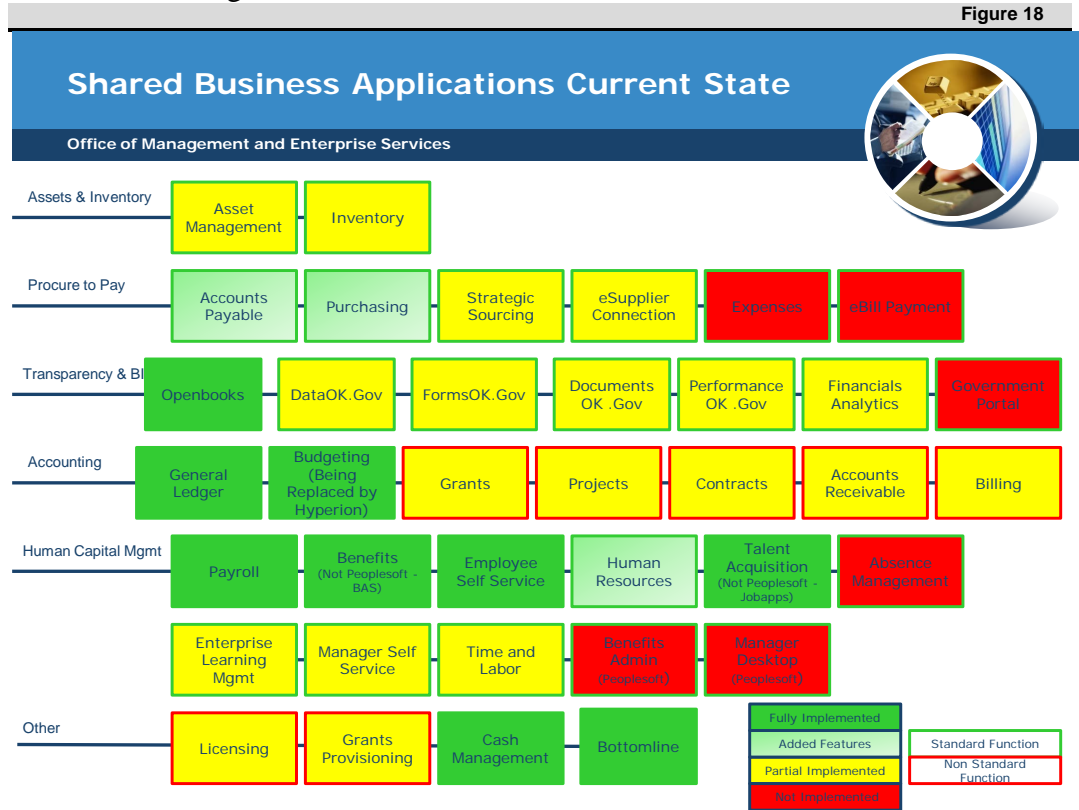 Figure 18
Shared Business Applications Current State
Office of Management and Enterprise Services
Assets & Inventory
Asset
Management
Inventory
Procure to Pay
Accounts
Payable
Purchasing
Strategic
Sourcing
eSupplier
Connection
Expenses
eBill Payment
Transparency & BI
Openbooks
DataOK.Gov
FormsOK.Gov
Documents
OK .Gov
Performance
OK .Gov
Financials
Analytics
Government
Portal
Accounting
General
Ledger
Budgeting
(Being
Replaced by
Hyperion)
Grants
Projects
Contracts
Accounts
Receivable
Billing
Human Capital Mgmt
Payroll
Benefits
(Not Peoplesoft -
BAS)
Employee
Self Service
Human
Resources
Talent
Acquisition
(Not Peoplesoft -
Jobapps)
Absence
Management
Enterprise
Learning
Mgmt
Manager Self
Service
Time and
Labor
Benefits
Admin
(Peoplesoft)
Manager
Desktop
(Peoplesoft)
Other
Licensing
Grants
Provisioning
Cash
Management
Bottomline
Fully Implemented
Added Features
Partial Implemented
Not Implemented
Standard Function
Non Standard
Function